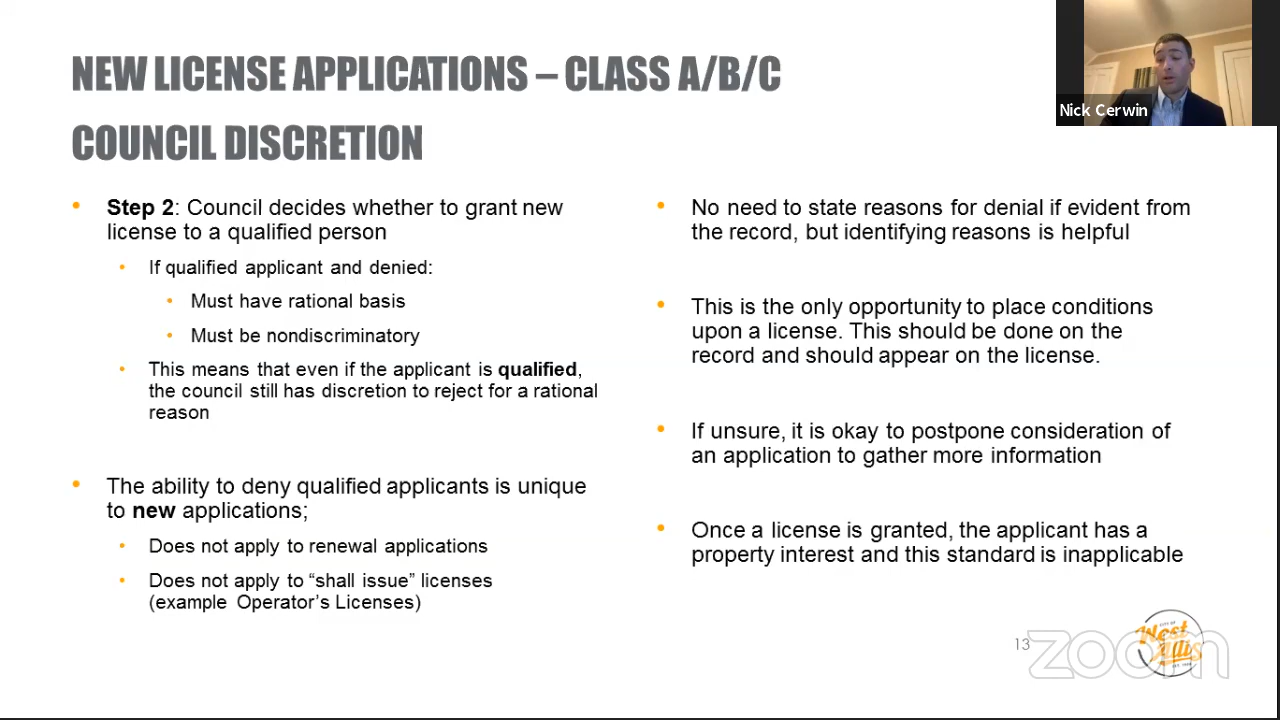 NEW LICENSE APPLICATIONS – CLASS A/B/C
COUNCIL DISCRETION
Nick Cerwin
• Step 2: Council decides whether to grant new
license to a qualified person
• If qualified applicant and denied:
• Must have rational basis
• Must be nondiscriminatory
• This means that even if the applicant is qualified,
the council still has discretion to reject for a rational
reason
• The ability to deny qualified applicants is unique
to new applications;
• Does not apply to renewal applications
• Does not apply to “shall issue” licenses
(example Operator’s Licenses)
• No need to state reasons for denial if evident from
the record, but identifying reasons is helpful
• This is the only opportunity to place conditions
upon a license. This should be done on the
record and should appear on the license.
• If unsure, it is okay to postpone consideration of
an application to gather more information
• Once a license is granted, the applicant has a
property interest and this standard is inapplicable
13
CITY OF
West
Allis
zoom